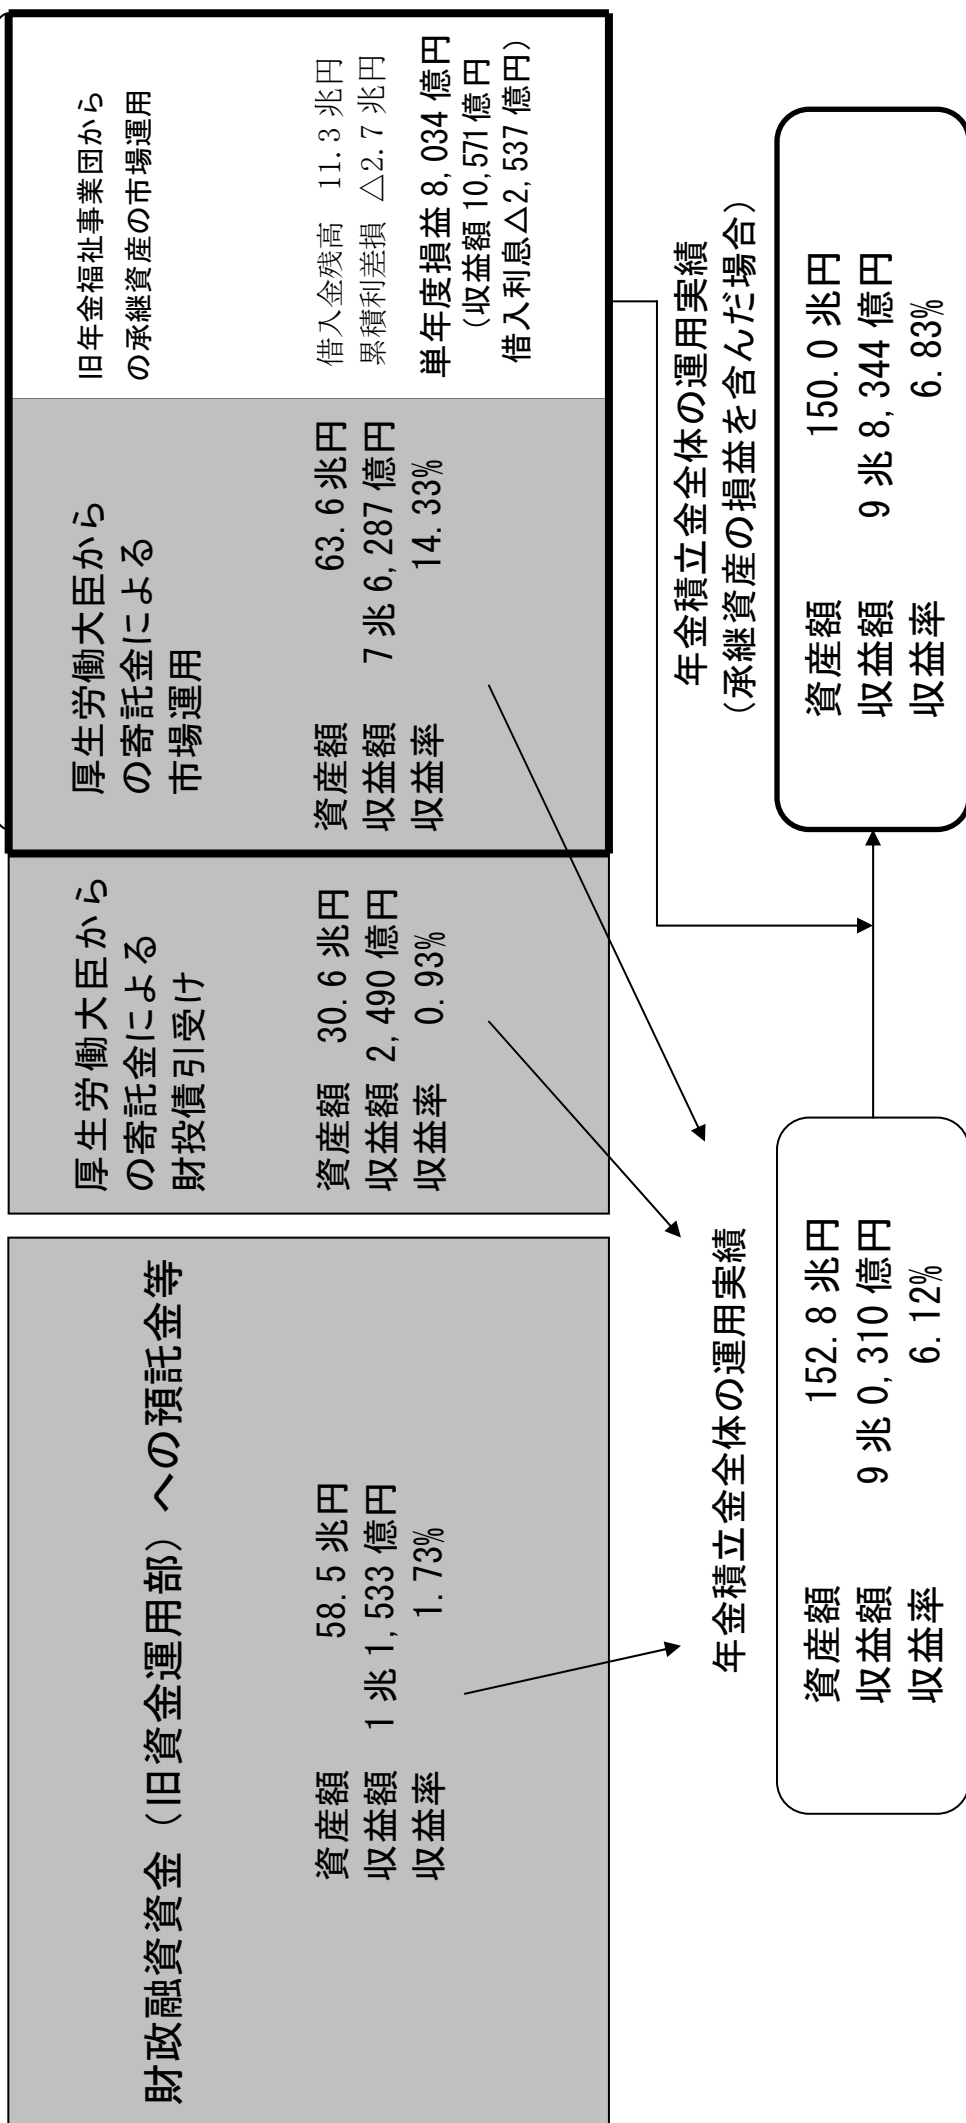 財政融資資金（旧資金運用部）への預託金等
資産額 58.5兆円
収益額 1兆1,533億円
収益率 1.73%
厚生労働大臣から
の寄託金による
財投債引受け
資産額 30.6兆円
収益額 2,490億円
収益率 0.93%
厚生労働大臣から
の寄託金による
市場運用
資産額 63.6兆円
収益額 7兆6,287億円
収益率 14.33%
旧年金福祉事業団から
の承継資産の市場運用
借入金残高 11.3兆円
累積利差損 △2.7兆円
単年度損益 8,034億円
（収益額 10,571億円
借入利息△2,537億円）
年金積立金全体の運用実績
資産額 152.8兆円
収益額 9兆0,310億円
収益率 6.12%
年金積立金全体の運用実績
（承継資産の損益を含んだ場合）
資産額 150.0兆円
収益額 9兆8,344億円
収益率 6.83%